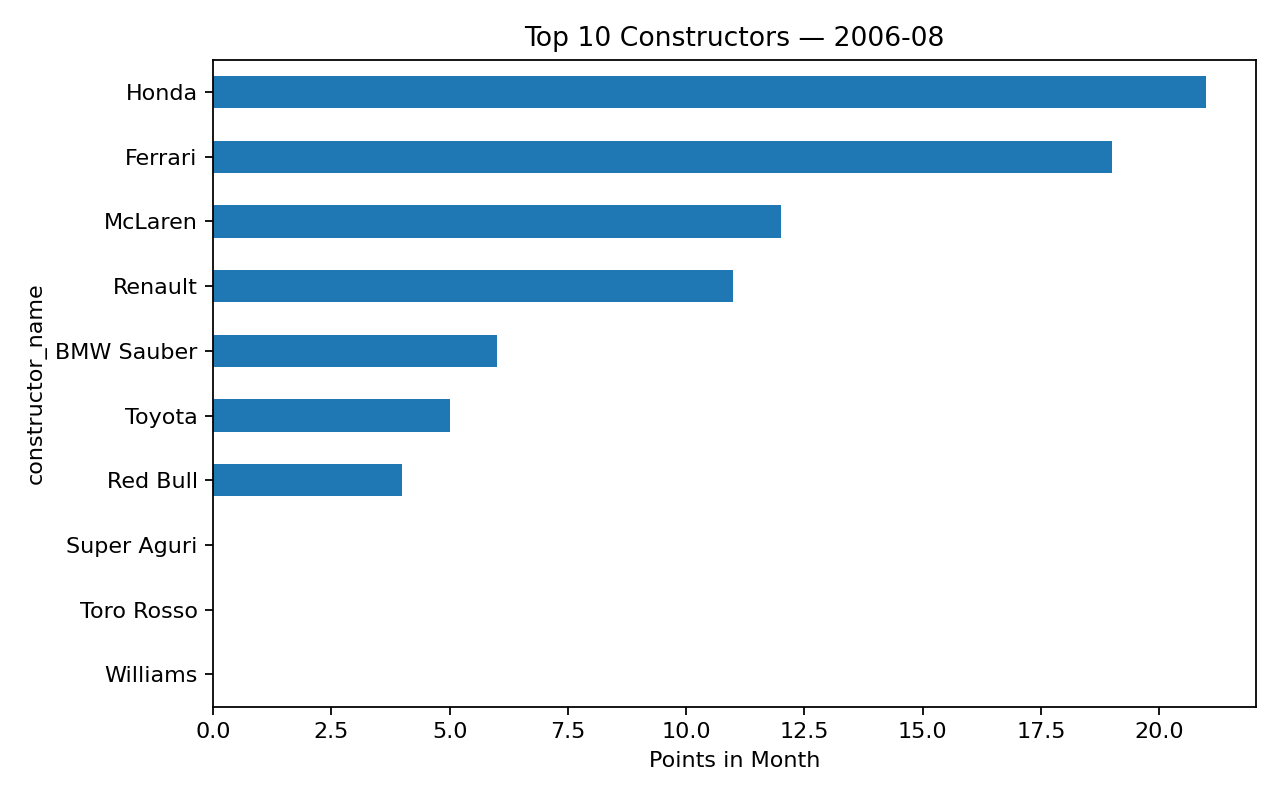 Top 10 Constructors — 2006-08
constructor_name
Honda
Ferrari
McLaren
Renault
BMW Sauber
Toyota
Red Bull
Super Aguri
Toro Rosso
Williams
0.0 2.5 5.0 7.5 10.0 12.5 15.0 17.5 20.0
Points in Month